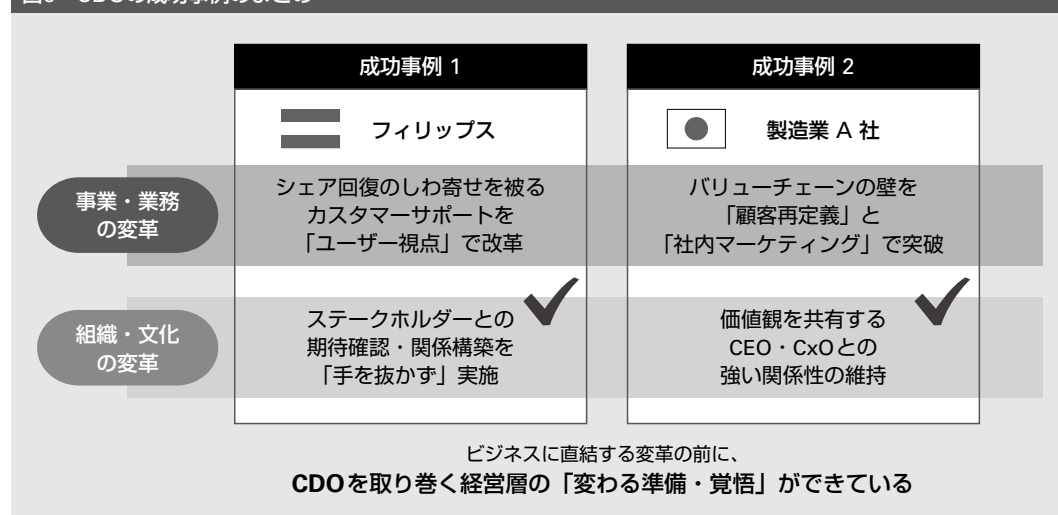 成功事例 1
成功事例 2
フィリップス
製造業 A 社
事業・業務
の変革
シェア回復のしわ寄せを被る
カスタマーサポートを
「ユーザー視点」で改革
バリューチェーンの壁を
「顧客再定義」と
「社内マーケティング」で突破
組織・文化
の変革
ステークホルダーとの
期待確認・関係構築を
「手を抜かず」実施
価値観を共有する
CEO・CxOとの
強い関係性の維持
ビジネスに直結する変革の前に、
CDOを取り巻く経営層の「変わる準備・覚悟」ができている